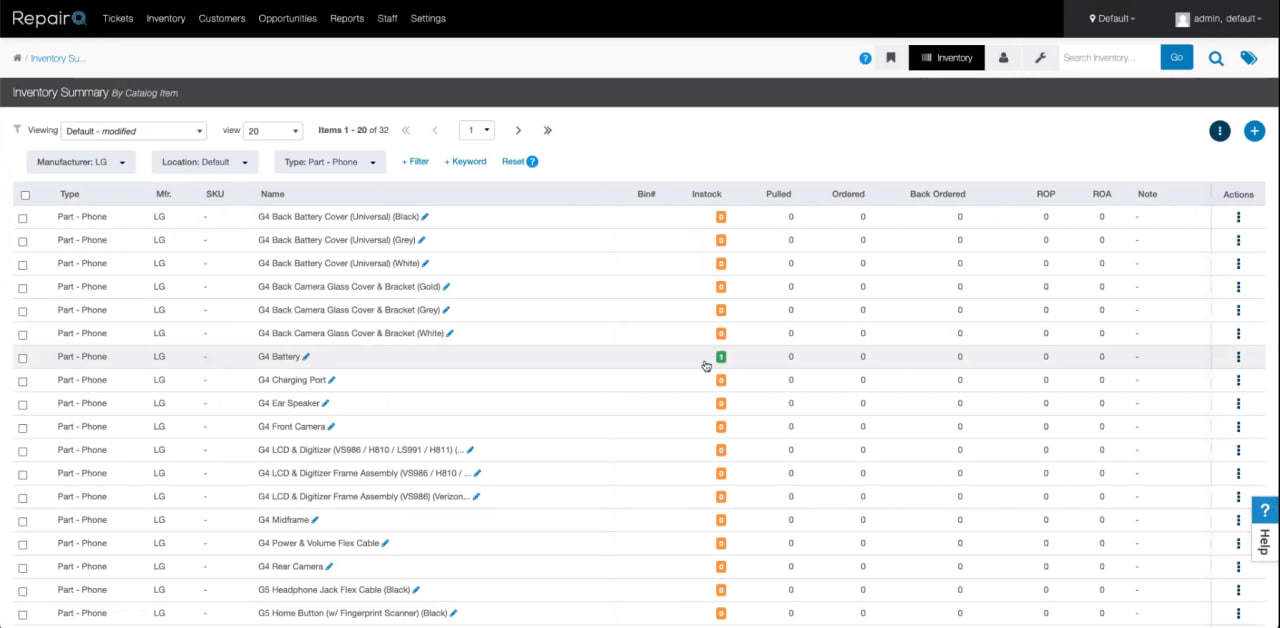 RepairQ Tickets Inventory Customers Opportunities Reports Staff Settings Default admin, default
/ Inventory Su... ? Inventory Search Inventory... Go
Inventory Summary By Catalog Item
Viewing Default - modified view 20 Items 1 - 20 of 32 « ‹ 1 › »
Manufacturer: LG Location: Default Type: Part - Phone + Filter + Keyword Reset ?
Type Mfr. SKU Name Bin# Instock Pulled Ordered Back Ordered ROP ROA Note Actions
Part - Phone LG - G4 Back Battery Cover (Universal) (Black) 0 0 0 0 0 0 -
Part - Phone LG - G4 Back Battery Cover (Universal) (Grey) 0 0 0 0 0 0 -
Part - Phone LG - G4 Back Battery Cover (Universal) (White) 0 0 0 0 0 0 -
Part - Phone LG - G4 Back Camera Glass Cover & Bracket (Gold) 0 0 0 0 0 0 -
Part - Phone LG - G4 Back Camera Glass Cover & Bracket (Grey) 0 0 0 0 0 0 -
Part - Phone LG - G4 Back Camera Glass Cover & Bracket (White) 0 0 0 0 0 0 -
Part - Phone LG - G4 Battery 1 0 0 0 0 0 -
Part - Phone LG - G4 Charging Port 0 0 0 0 0 0 -
Part - Phone LG - G4 Ear Speaker 0 0 0 0 0 0 -
Part - Phone LG - G4 Front Camera 0 0 0 0 0 0 -
Part - Phone LG - G4 LCD & Digitizer (VS986 / H810 / LS991 / H811) (... 0 0 0 0 0 0 -
Part - Phone LG - G4 LCD & Digitizer Frame Assembly (VS986 / H810 / ... 0 0 0 0 0 0 -
Part - Phone LG - G4 LCD & Digitizer Frame Assembly (VS986) (Verizon... 0 0 0 0 0 0 -
Part - Phone LG - G4 Midframe 0 0 0 0 0 0 -
Part - Phone LG - G4 Power & Volume Flex Cable 0 0 0 0 0 0 -
Part - Phone LG - G4 Rear Camera 0 0 0 0 0 0 -
Part - Phone LG - G5 Headphone Jack Flex Cable (Black) 0 0 0 0 0 0 -
Part - Phone LG - G5 Home Button (w/ Fingerprint Scanner) (Black) 0 0 0 0 0 0 -
? Help